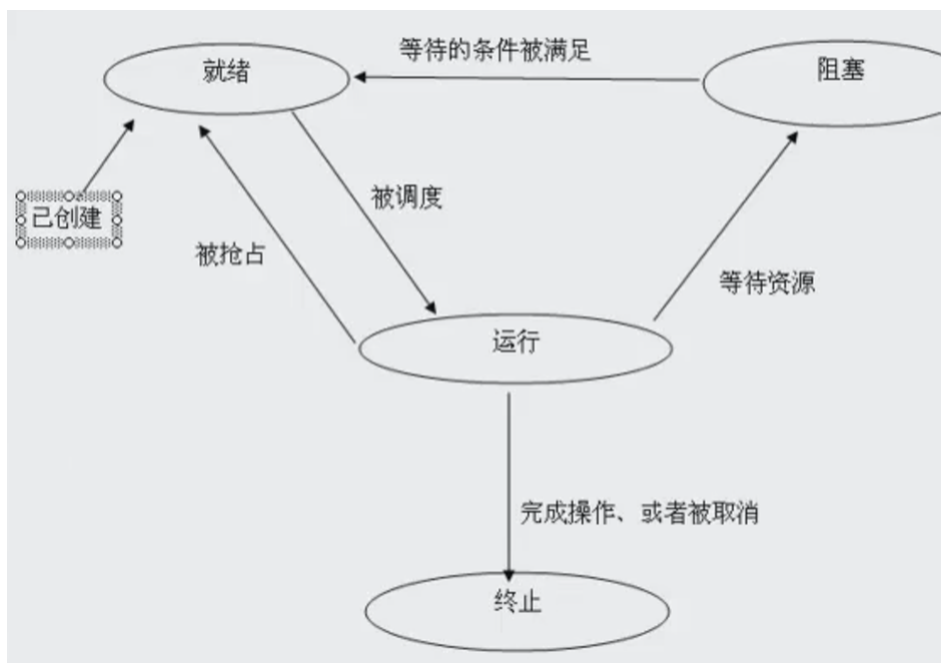 等待的条件被满足
就绪
阻塞
已创建
被调度
被抢占
等待资源
运行
完成操作、或者被取消
终止